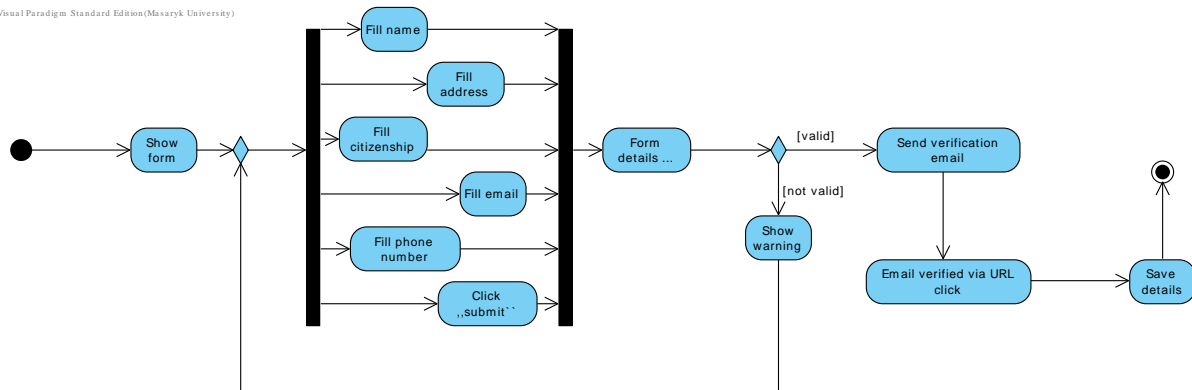 Visual Paradigm Standard Edition(Masaryk University)
Fill name
Fill
address
Show
form
Fill
citizenship
Form
details ...
[valid]
Send verification
email
[not valid]
Fill email
Show
warning
Fill phone
number
Email verified via URL
click
Save
details
Click
,,submit``